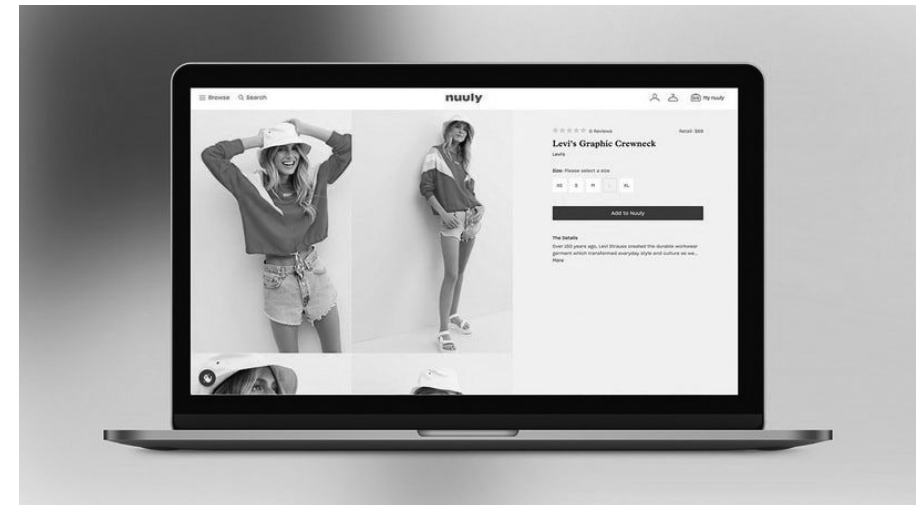 Browse Search
nuuly
My nuuly
0 Reviews
Retail: $69
Levi's Graphic Crewneck
Levi's
Size: Please select a size
XS S M L XL
Add to Nuuly
The Details
Over 150 years ago, Levi Strauss created the durable workwear
garment which transformed everyday style and culture as we...
More